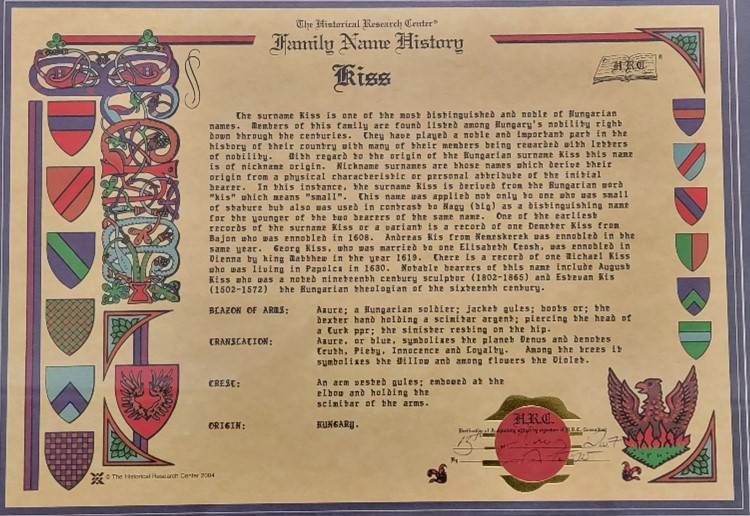 The Historical Research Center®
Family Name History
Kiss
H.R.C.
®
The surname Kiss is one of the most distinguished and noble of Hungarian
names. Members of this family are found listed among Hungary's nobility right
down through the centuries. They have played a noble and important part in the
history of their country with many of their members being rewarded with letters
of nobility. With regard to the origin of the Hungarian surname Kiss this name
is of nickname origin. Nickname surnames are those names which derive their
origin from a physical characteristic or personal attribute of the initial
bearer. In this instance, the surname Kiss is derived from the Hungarian word
"kis" which means "small". This name was applied not only to one who was small
of stature but also was used in contrast to Nagy (big) as a distinguishing name
for the younger of the two bearers of the same name. One of the earliest
records of the surname Kiss or a variant is a record of one Demeter Kiss from
Bajon who was ennobled in 1608. Andreas Kis from Nemeskerek was ennobled in the
same year. Georg Kiss, who was married to one Elisabeth Csosh, was ennobled in
Vienna by king Matthew in the year 1619. There is a record of one Michael Kiss
who was living in Papolca in 1630. Notable bearers of this name include August
Kiss who was a noted nineteenth century sculptor (1802-1865) and Estevan Kis
(1502-1572) the Hungarian theologian of the sixteenth century.
BLAZON OF ARMS: Azure; a Hungarian soldier; jacket gules; boots or; the
dexter hand holding a scimitar argent; piercing the head of
a Turk ppr; the sinister resting on the hip.
TRANSLATION: Azure, or blue, symbolizes the planet Venus and denotes
Truth, Piety, Innocence and Loyalty. Among the trees it
symbolizes the Willow and among flowers the Violet.
CREST: An arm vested gules; embowed at the
elbow and holding the
scimitar of the arms.
ORIGIN: HUNGARY.
H.R.C.
By
© The Historical Research Center 2004